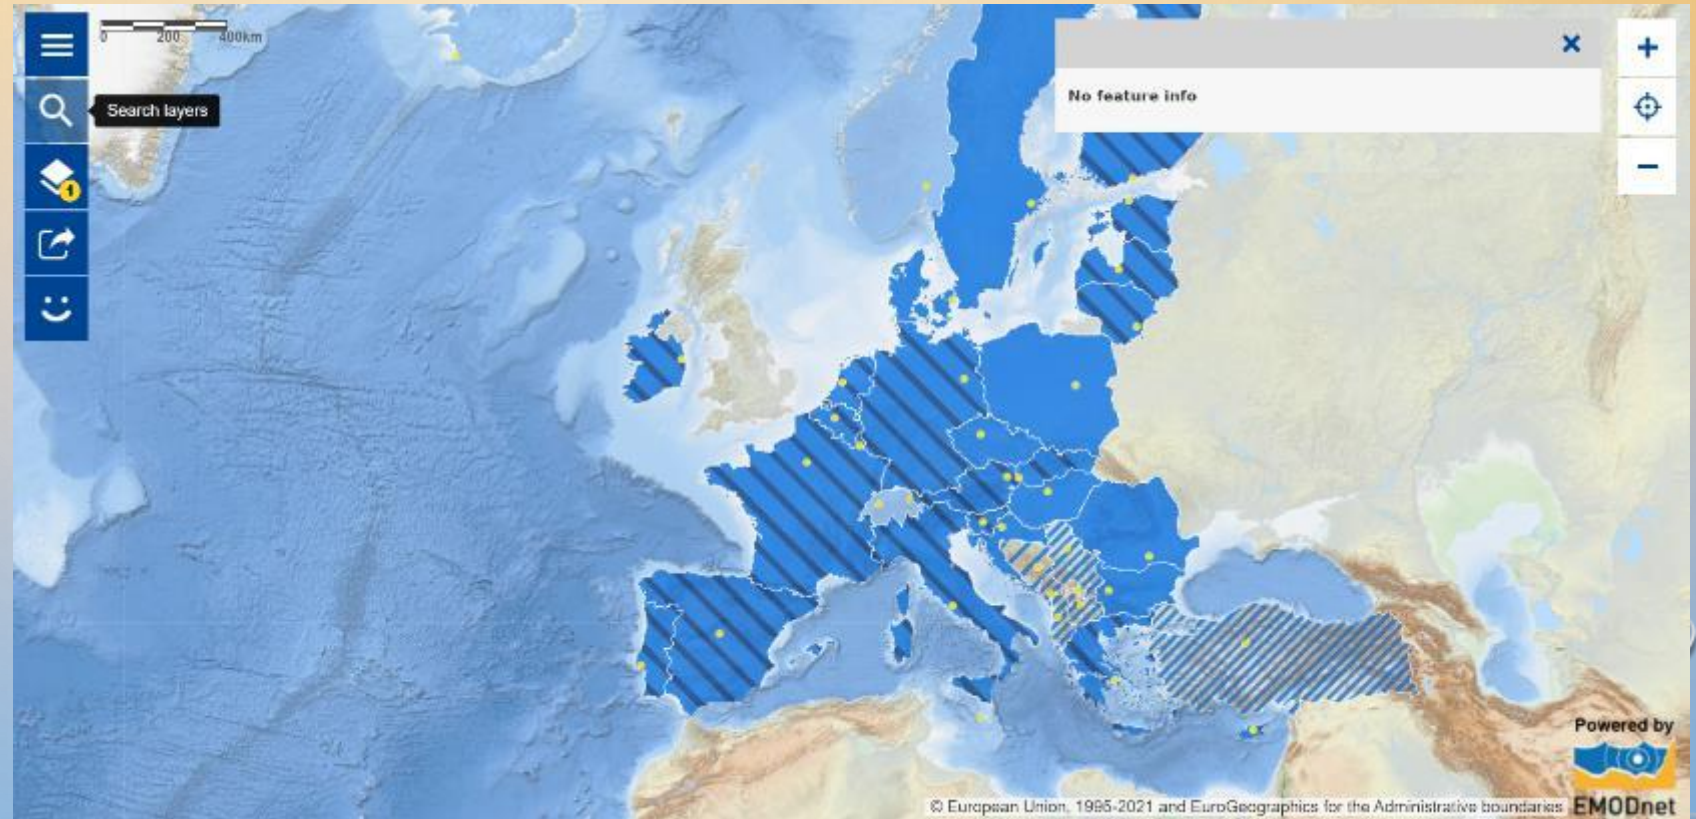 0 200 400km
Search layers
1
No feature info
Powered by
EMODnet
© European Union, 1995-2021 and EuroGeographics for the Administrative boundaries